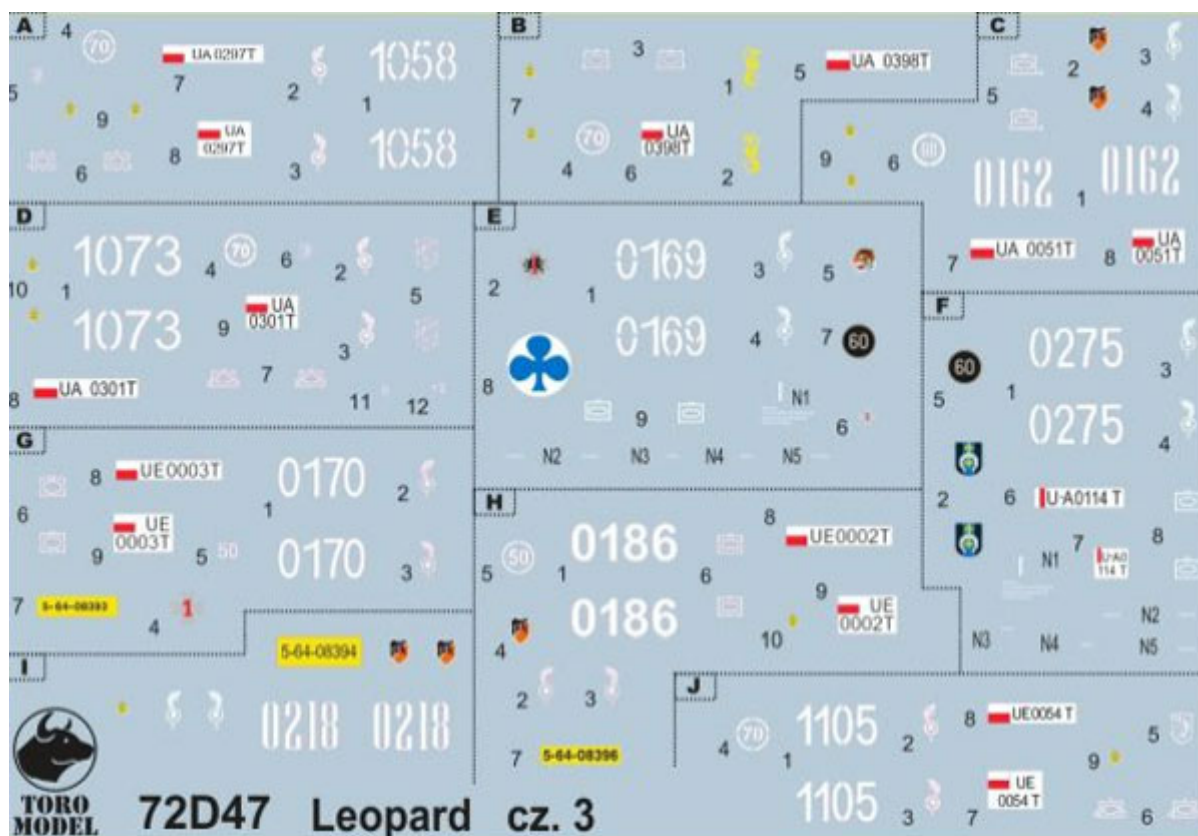 A
4
70
UA 0297T
7
2
1058
1
5
9
8
UA
0297T
3
1058
6
B
3
1
5
UA 0398T
7
70
4
6
UA
0398T
2
C
2
3
5
4
9
6
0162
1
0162
7
UA 0051T
8
UA
0051T
D
1073
4
70
6
2
5
10
1
9
UA
0301T
1073
3
7
8
UA 0301T
11
12
E
2
1
0169
3
5
0169
4
7
60
8
9
N1
6
N2
N3
N4
N5
F
60
5
1
0275
3
0275
4
2
6
U·A0114 T
7
U·A0
114 T
8
N1
N2
N3
N4
N5
G
8
UE0003T
1
0170
2
6
9
UE
0003T
5
50
0170
3
7
5-64-08393
4
1
H
8
UE0002T
5
50
1
0186
6
0186
9
UE
0002T
10
4
2
3
7
5-64-08396
I
5-64-08394
0218
0218
J
4
70
1
1105
2
8
UE0054 T
5
9
1105
3
7
UE
0054 T
6
TORO
MODEL
72D47 Leopard cz. 3